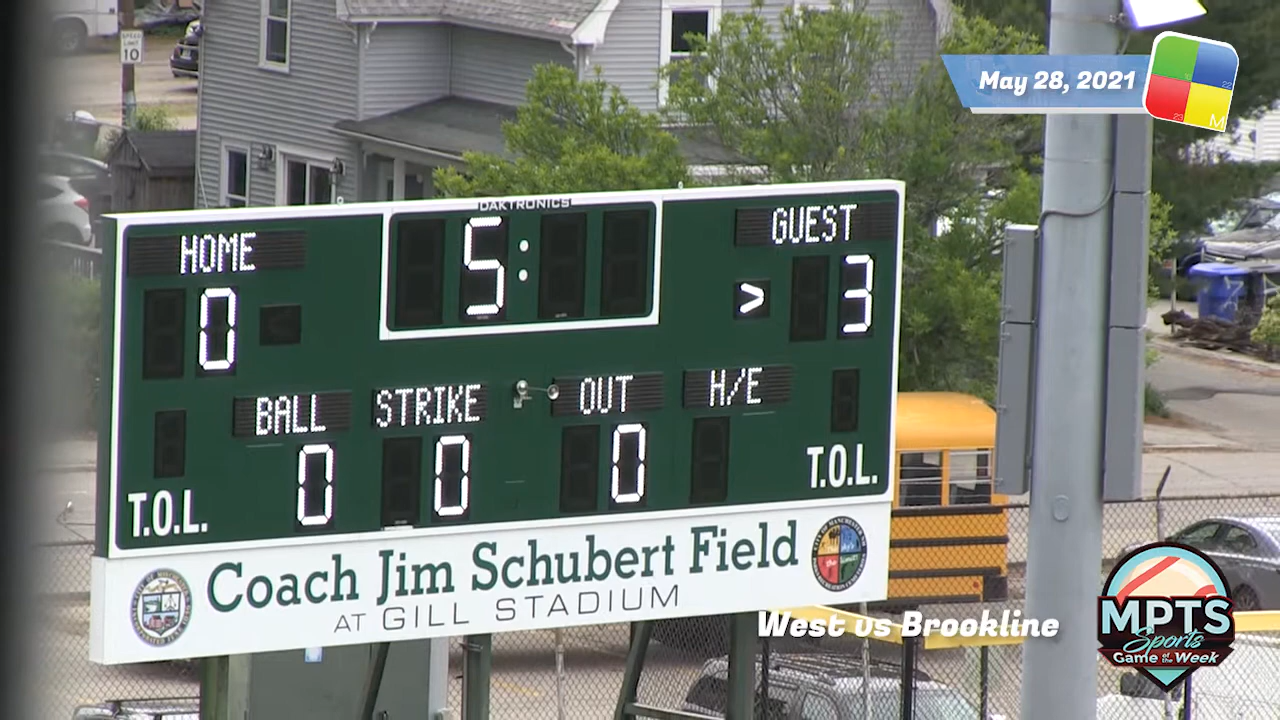 SPEED
LIMIT
10
May 28, 2021
M
DAKTRONICS
HOME
5:
GUEST
0
> 3
BALL STRIKE OUT H/E
0 0 0
T.O.L. T.O.L.
Coach Jim Schubert Field
AT GILL STADIUM
West vs Brookline
MPTS
Sports
Game of the Week